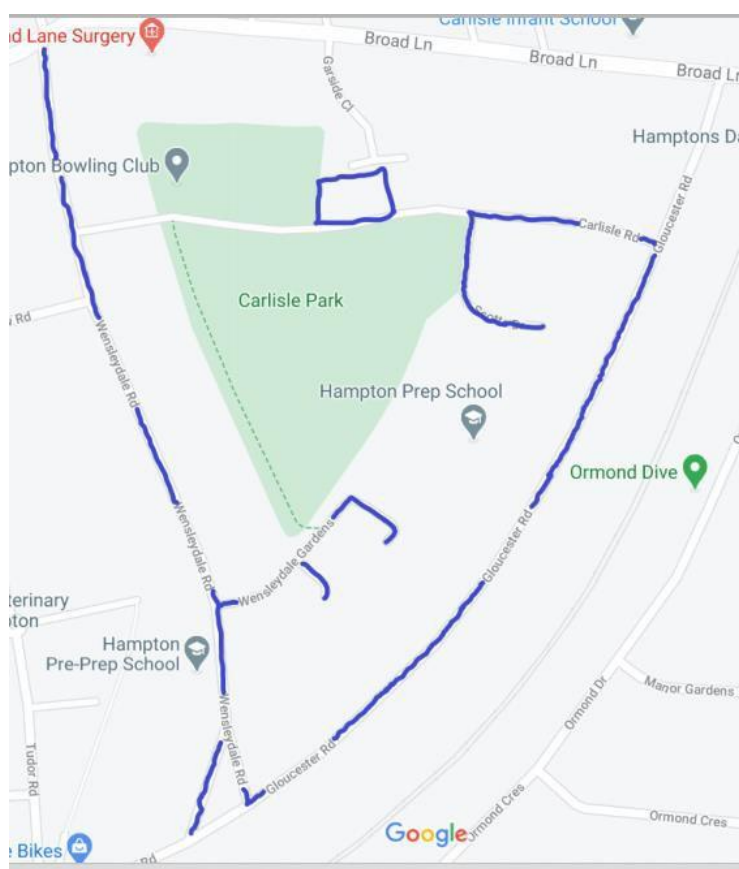 Carlisle Infant School
d Lane Surgery
Broad Ln
Broad Ln
Broad Ln
Garside Cl
Hamptons Da
pton Bowling Club
Gloucester Rd
Carlisle Rd
Carlisle Park
Rd
Wensleydale Rd
Hampton Prep School
Ormond Dive
Wensleydale Rd
Wensleydale Gardens
Gloucester Rd
terinary
pton
Hampton
Pre-Prep School
Manor Gardens
Ormond Dr
Wensleydale Rd
Tudor Rd
Gloucester Rd
Ormond Cres
Ormond Cres
Google
e Bikes
Rd